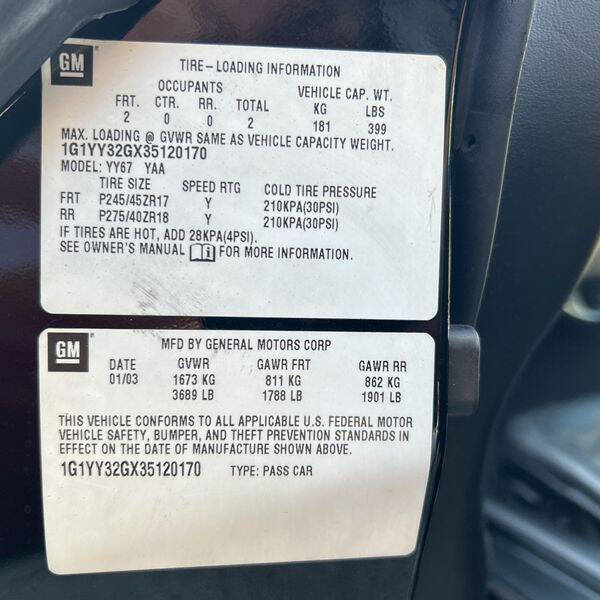 GM
TIRE-LOADING INFORMATION
OCCUPANTS VEHICLE CAP. WT.
FRT. CTR. RR. TOTAL KG LBS
2 0 0 2 181 399
MAX. LOADING @ GVWR SAME AS VEHICLE CAPACITY WEIGHT.
1G1YY32GX35120170
MODEL: YY67 YAA
TIRE SIZE SPEED RTG COLD TIRE PRESSURE
FRT P245/45ZR17 Y 210KPA(30PSI)
RR P275/40ZR18 Y 210KPA(30PSI)
IF TIRES ARE HOT, ADD 28KPA(4PSI).
SEE OWNER'S MANUAL i FOR MORE INFORMATION.
GM
MFD BY GENERAL MOTORS CORP
DATE GVWR GAWR FRT GAWR RR
01/03 1673 KG 811 KG 862 KG
3689 LB 1788 LB 1901 LB
THIS VEHICLE CONFORMS TO ALL APPLICABLE U.S. FEDERAL MOTOR
VEHICLE SAFETY, BUMPER, AND THEFT PREVENTION STANDARDS IN
EFFECT ON THE DATE OF MANUFACTURE SHOWN ABOVE.
1G1YY32GX35120170 TYPE: PASS CAR